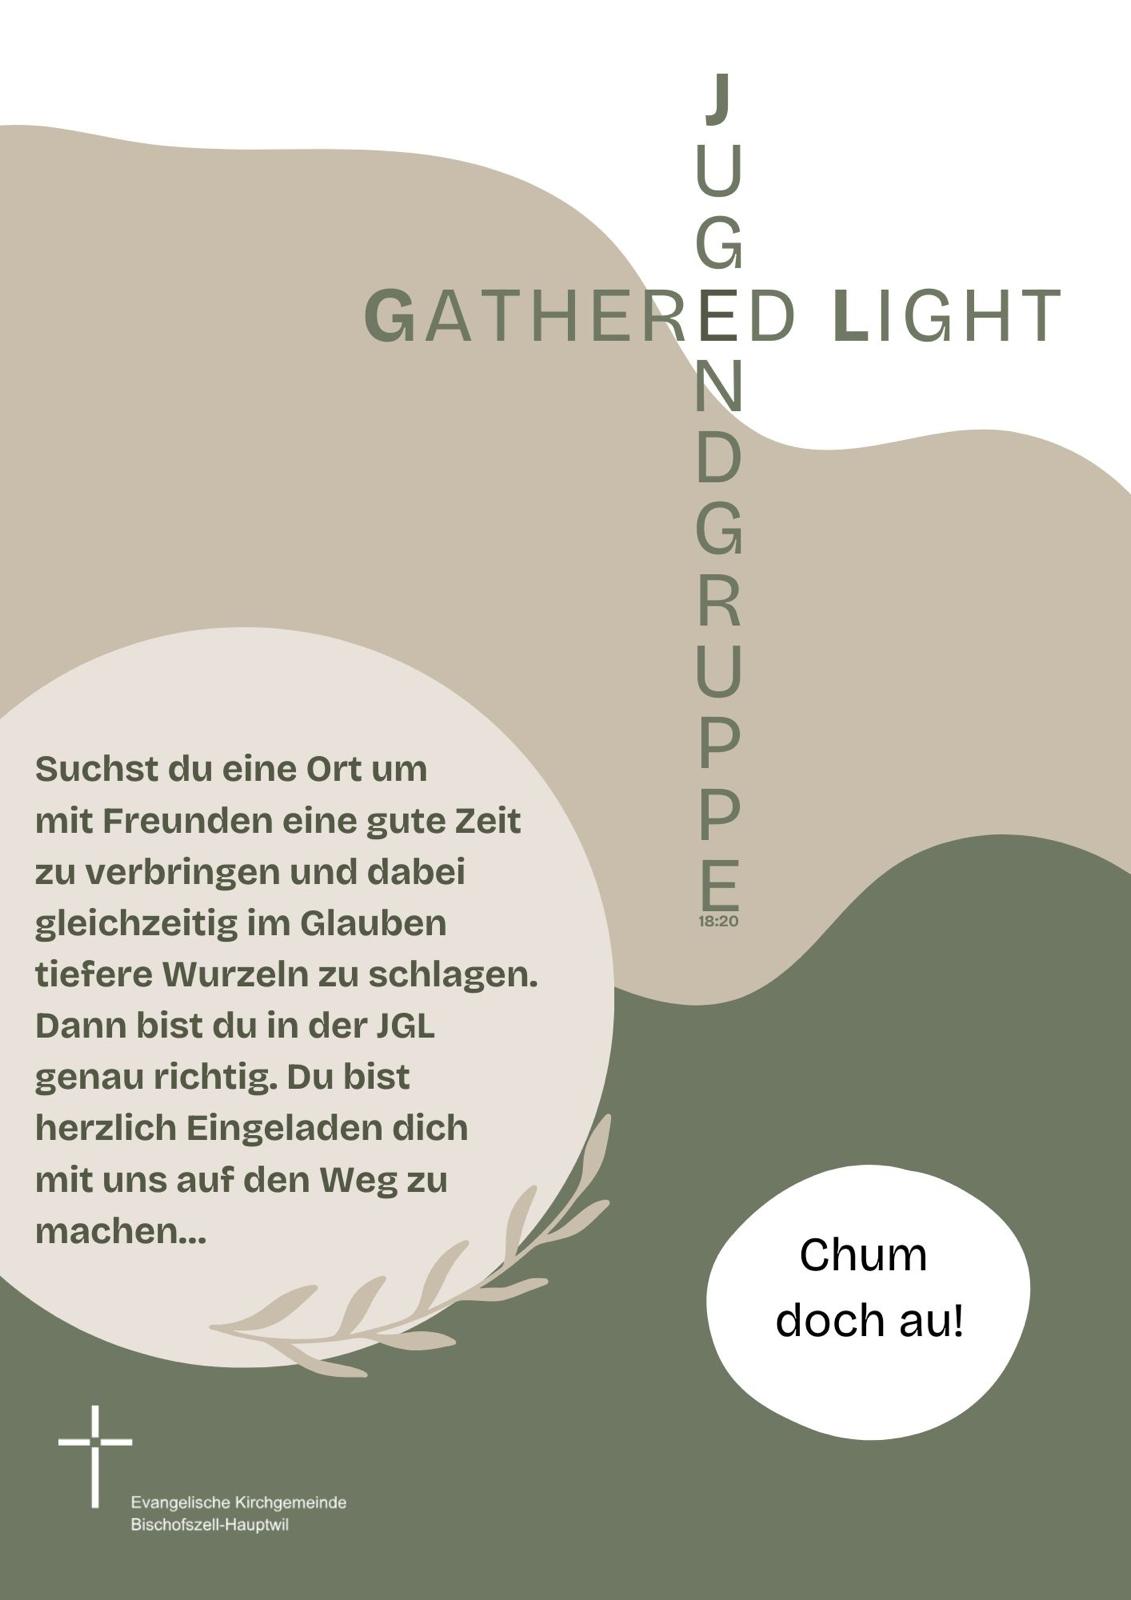 JUGENDGRUPPE
GATHERED LIGHT
18:20
Suchst du eine Ort um
mit Freunden eine gute Zeit
zu verbringen und dabei
gleichzeitig im Glauben
tiefere Wurzeln zu schlagen.
Dann bist du in der JGL
genau richtig. Du bist
herzlich Eingeladen dich
mit uns auf den Weg zu
machen...
Chum
doch au!
Evangelische Kirchgemeinde
Bischofszell-Hauptwil